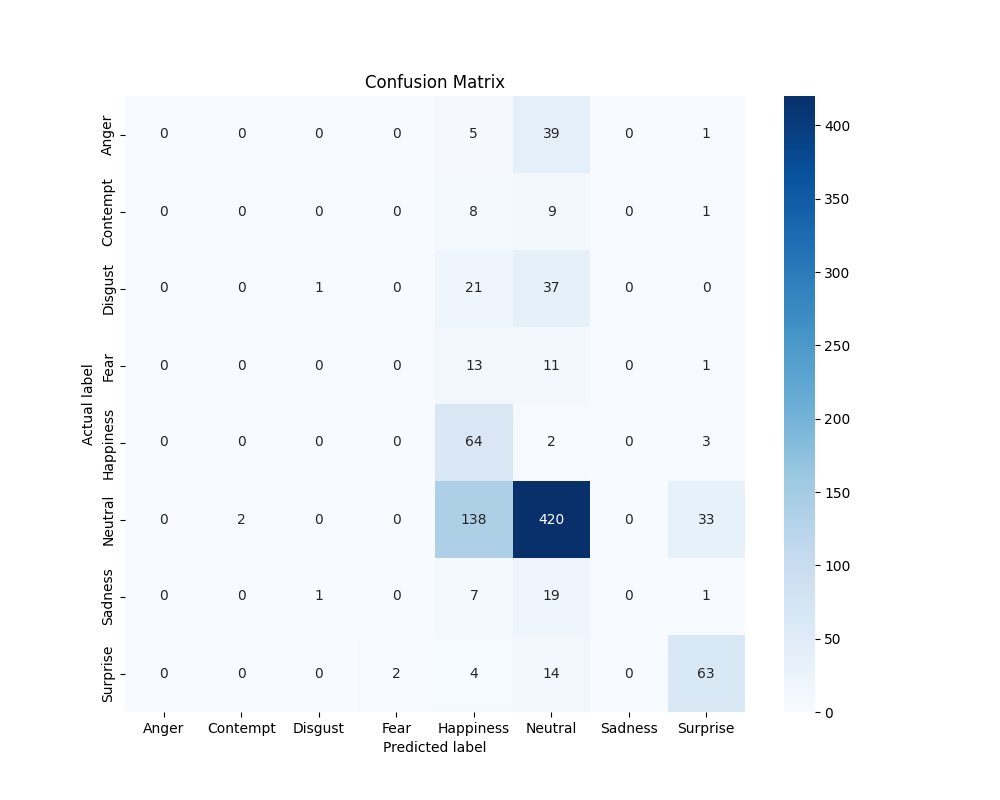 Confusion Matrix
Anger 0 0 0 0 5 39 0 1
Contempt 0 0 0 0 8 9 0 1
Disgust 0 0 1 0 21 37 0 0
Fear 0 0 0 0 13 11 0 1
Happiness 0 0 0 0 64 2 0 3
Neutral 0 2 0 0 138 420 0 33
Sadness 0 0 1 0 7 19 0 1
Surprise 0 0 0 2 4 14 0 63
Anger Contempt Disgust Fear Happiness Neutral Sadness Surprise
Predicted label
Actual label
400
350
300
250
200
150
100
50
0